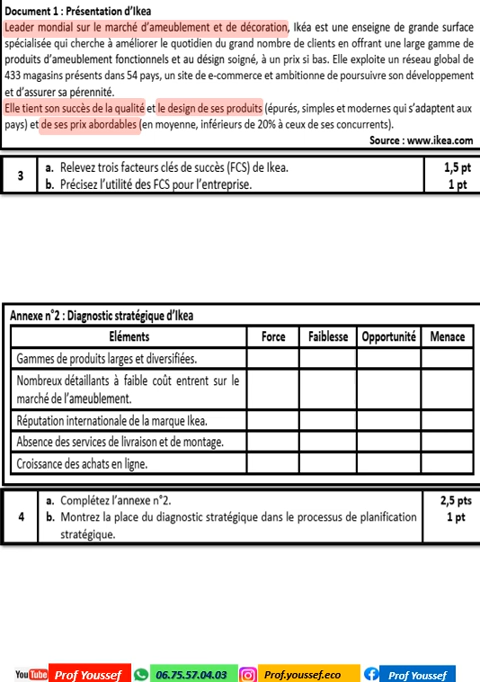 Document 1 : Présentation d'Ikea
Leader mondial sur le marché d'ameublement et de décoration, Ikéa est une enseigne de grande surface
spécialisée qui cherche à améliorer le quotidien du grand nombre de clients en offrant une large gamme de
produits d'ameublement fonctionnels et au désign soigné, à un prix si bas. Elle exploite un réseau global de
433 magasins présents dans 54 pays, un site de e-commerce et ambitionne de poursuivre son développement
et d'assurer sa pérennité.
Elle tient son succès de la qualité et le design de ses produits (épurés, simples et modernes qui s'adaptent aux
pays) et de ses prix abordables (en moyenne, inférieurs de 20% à ceux de ses concurrents).
Source : www.ikea.com
3
a. Relevez trois facteurs clés de succès (FCS) de Ikea. 1,5 pt
b. Précisez l'utilité des FCS pour l'entreprise. 1 pt
Annexe n°2 : Diagnostic stratégique d'Ikea
Eléments Force Faiblesse Opportunité Menace
Gammes de produits larges et diversifiées.
Nombreux détaillants à faible coût entrent sur le
marché de l'ameublement.
Réputation internationale de la marque Ikea.
Absence des services de livraison et de montage.
Croissance des achats en ligne.
4
a. Complétez l'annexe n°2. 2,5 pts
b. Montrez la place du diagnostic stratégique dans le processus de planification 1 pt
stratégique.
YouTube Prof Youssef 06.75.57.04.03 Prof.youssef.eco Prof Youssef